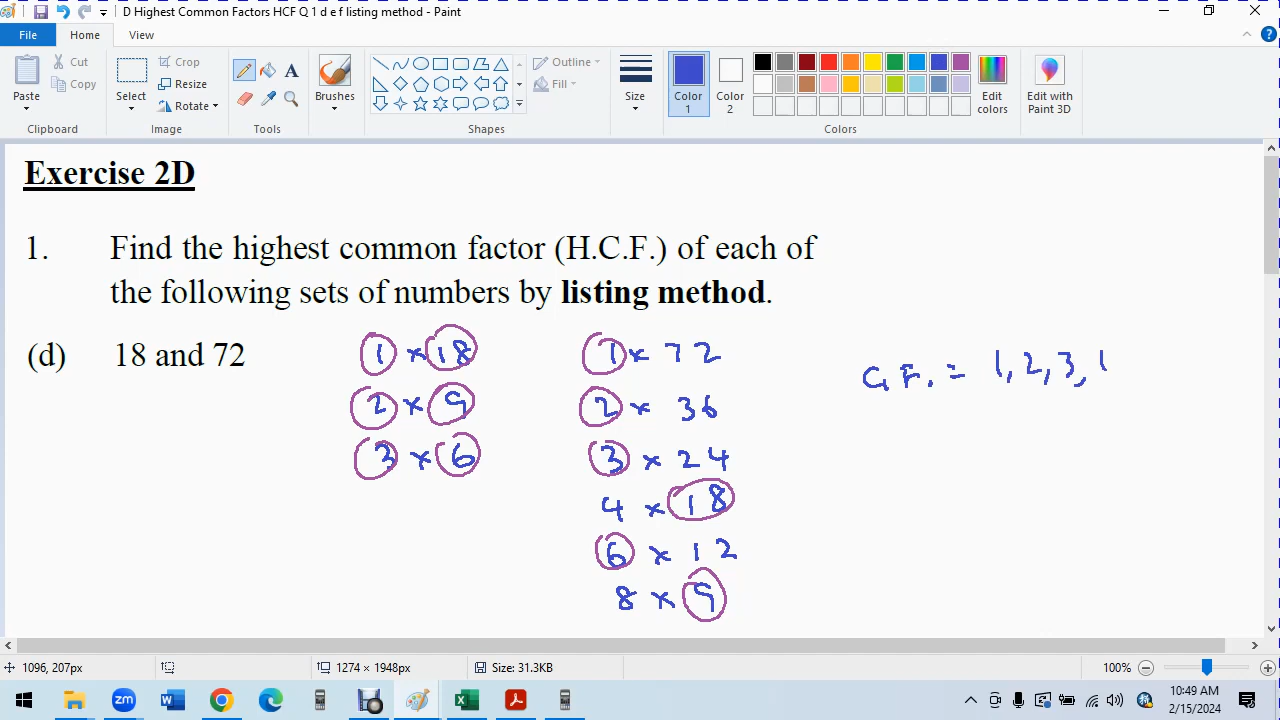 D Highest Common Factors HCF Q 1 d e f listing method - Paint
File Home View
Paste
Cut
Copy
Clipboard
Select
Crop
Resize
Rotate
Image
A
Tools
Brushes
Outline
Fill
Shapes
Size
Color 1
Color 2
Colors
Edit colors
Edit with Paint 3D
Exercise 2D
1. Find the highest common factor (H.C.F.) of each of
the following sets of numbers by listing method.
(d) 18 and 72
1 × 18
2 × 9
3 × 6
1 × 72
2 × 36
3 × 24
4 × 18
6 × 12
8 × 9
C.F. = 1, 2, 3, 1
1096, 207px
1274 × 1948px
Size: 31.3KB
100%
zm
10:49 AM
2/15/2024